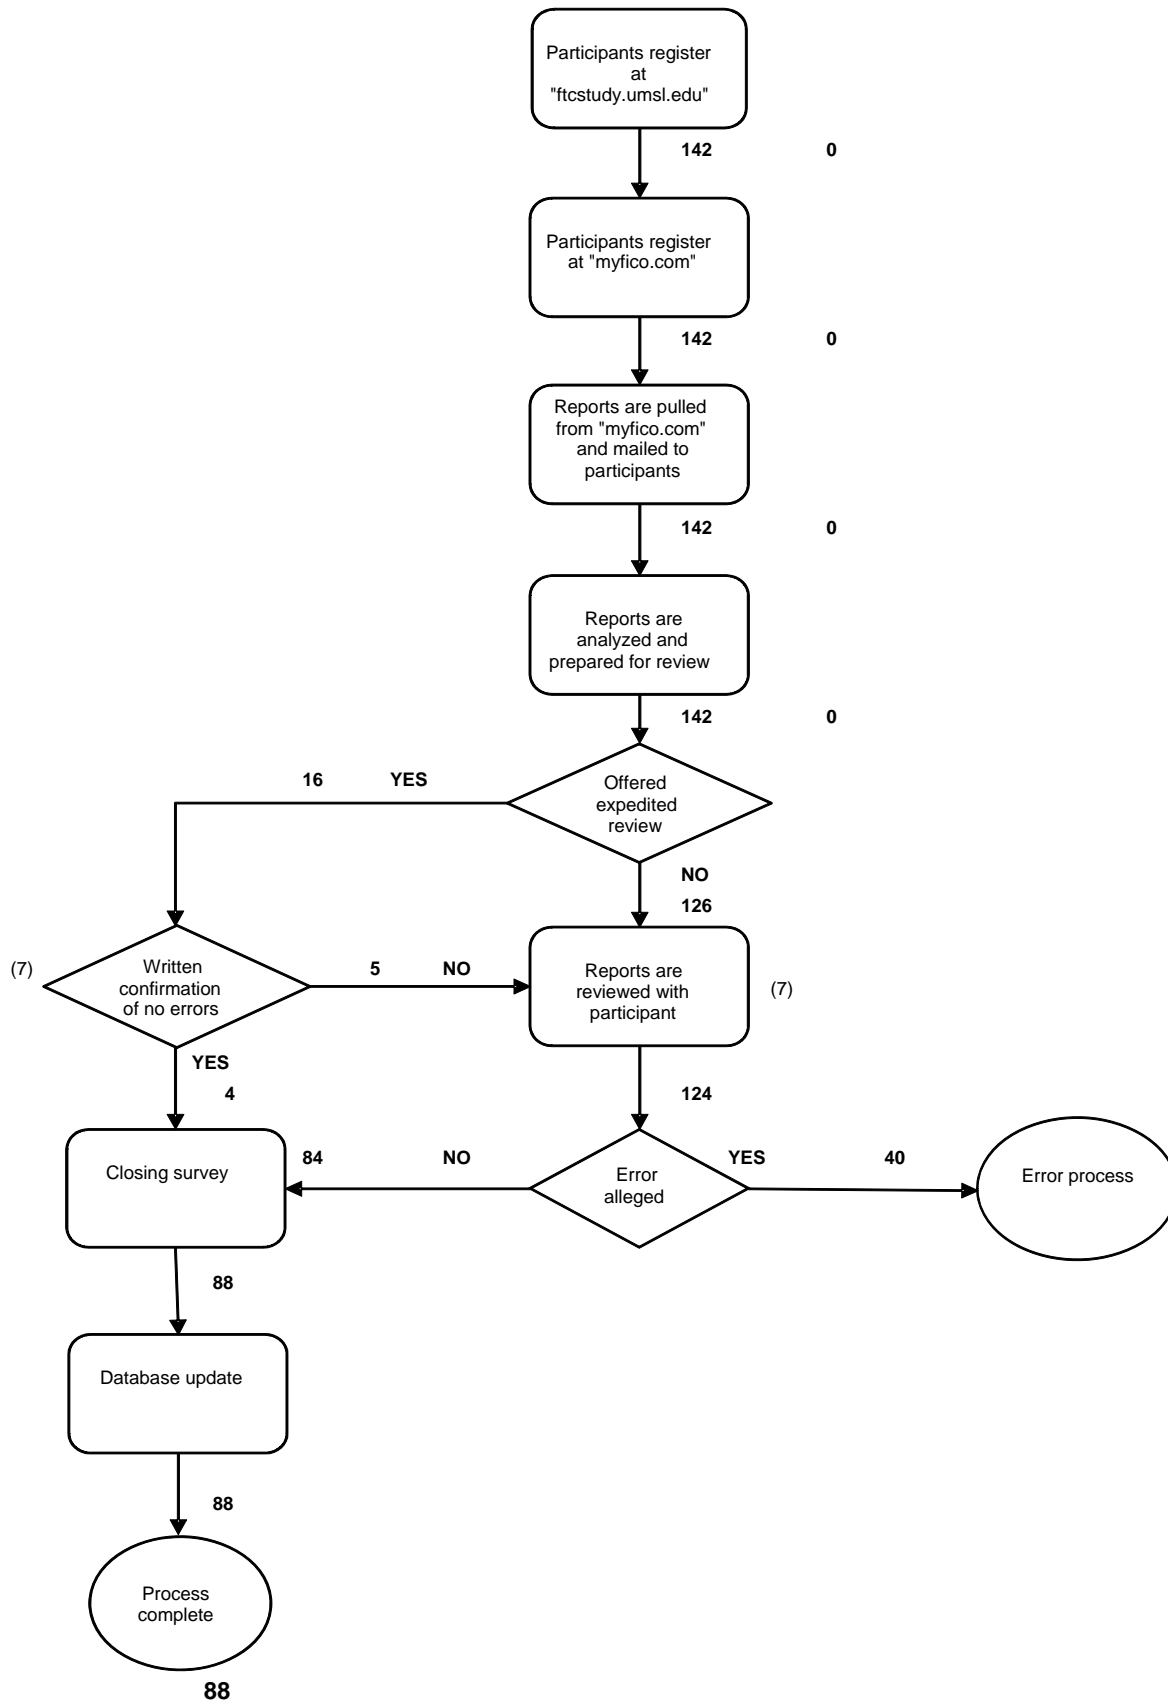 Participants register
at
"ftcstudy.umsl.edu"
142 0
Participants register
at "myfico.com"
142 0
Reports are pulled
from "myfico.com"
and mailed to
participants
142 0
Reports are
analyzed and
prepared for review
142 0
16 YES
Offered
expedited
review
NO
126
(7)
Written
confirmation
of no errors
5 NO
Reports are
reviewed with
participant
(7)
YES
4
124
Closing survey
84 NO
Error
alleged
YES 40
Error process
88
Database update
88
Process
complete
88